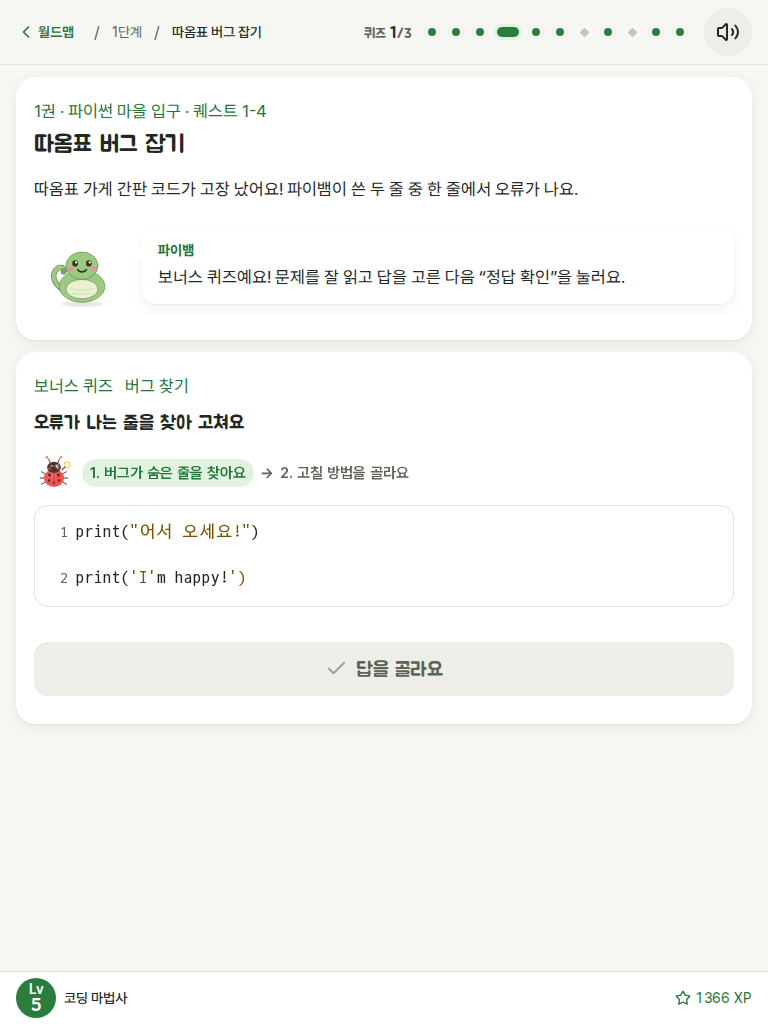 월드맵 / 1단계 / 따옴표 버그 잡기
퀴즈 1/3
1권 · 파이썬 마을 입구 · 퀘스트 1-4
따옴표 버그 잡기
따옴표 가게 간판 코드가 고장 났어요! 파이뱀이 쓴 두 줄 중 한 줄에서 오류가 나요.
파이뱀
보너스 퀴즈예요! 문제를 잘 읽고 답을 고른 다음 “정답 확인”을 눌러요.
보너스 퀴즈 버그 찾기
오류가 나는 줄을 찾아 고쳐요
1. 버그가 숨은 줄을 찾아요 → 2. 고칠 방법을 골라요
1 print("어서 오세요!")
2 print('I'm happy!')
답을 골라요
Lv
5
코딩 마법사
1366 XP